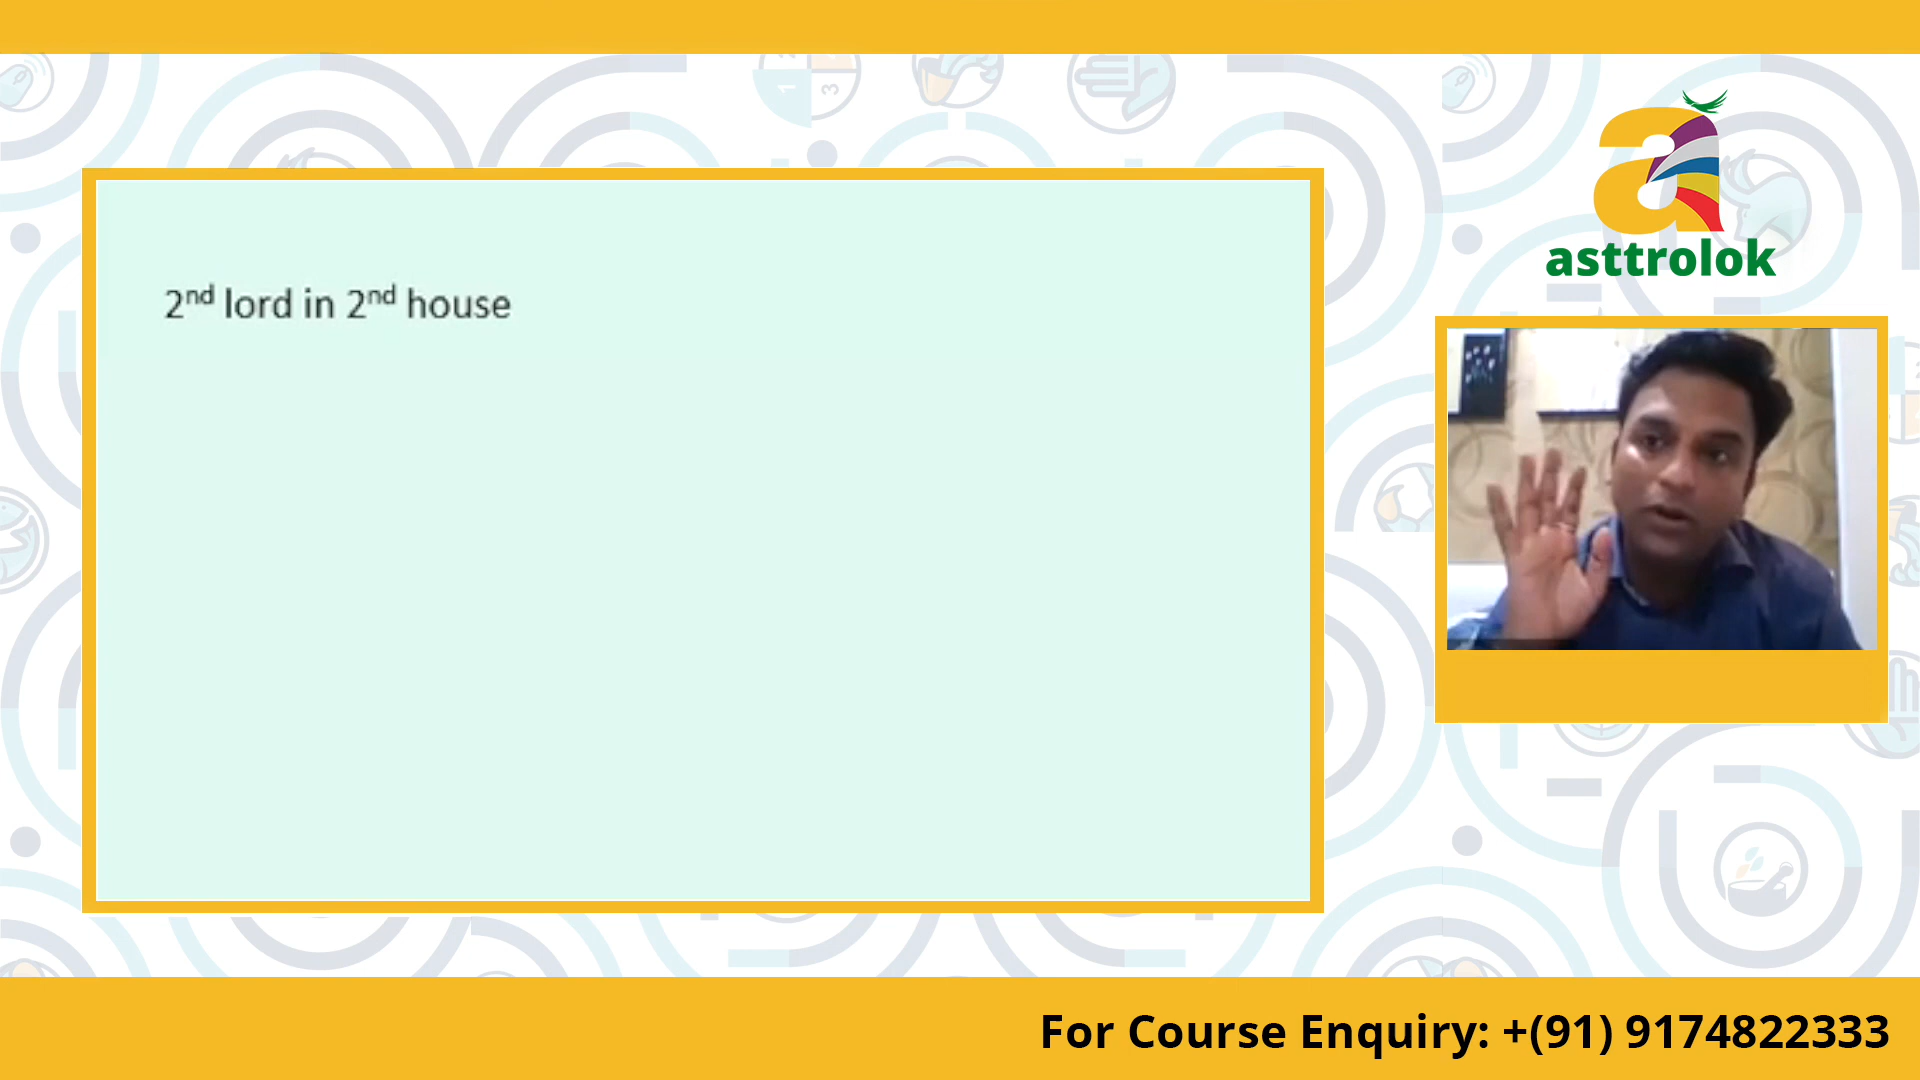 asttrolok
2nd lord in 2nd house
For Course Enquiry: +(91) 9174822333